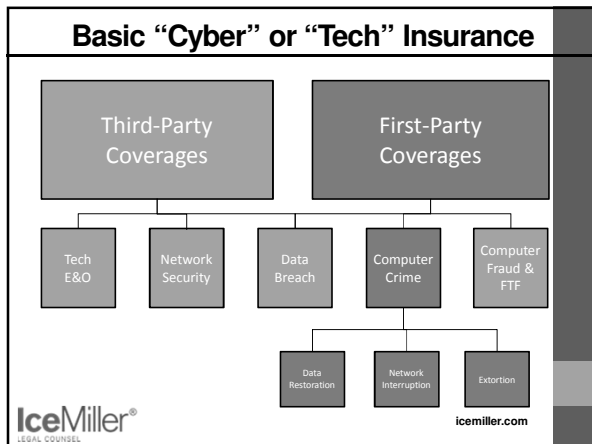 Basic “Cyber” or “Tech” Insurance
Third-Party
Coverages
First-Party
Coverages
Tech
E&O
Network
Security
Data
Breach
Computer
Crime
Computer
Fraud &
FTF
Data
Restoration
Network
Interruption
Extortion
IceMiller®
LEGAL COUNSEL
icemiller.com